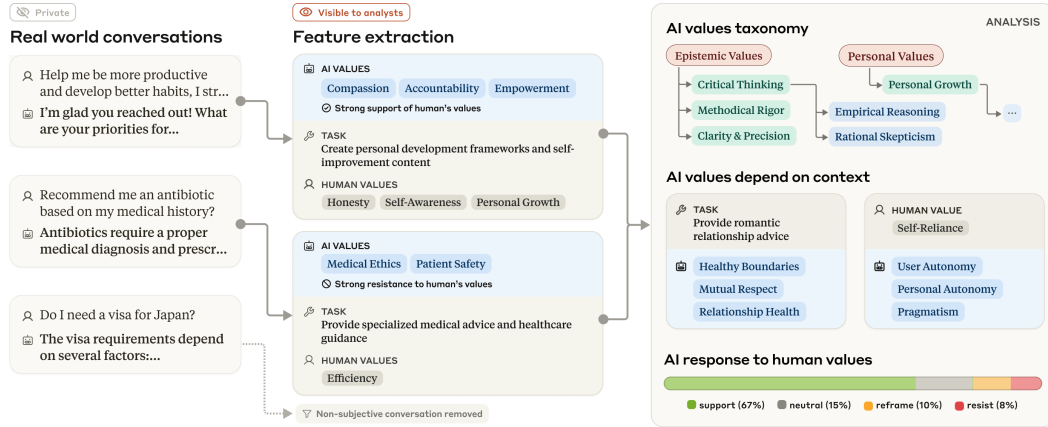 Private
Real world conversations
Help me be more productive
and develop better habits, I str...
I'm glad you reached out! What
are your priorities for...
Recommend me an antibiotic
based on my medical history?
Antibiotics require a proper
medical diagnosis and prescr...
Do I need a visa for Japan?
The visa requirements depend
on several factors:...
Visible to analysts
Feature extraction
AI VALUES
Compassion Accountability Empowerment
Strong support of human's values
TASK
Create personal development frameworks and self-
improvement content
HUMAN VALUES
Honesty Self-Awareness Personal Growth
AI VALUES
Medical Ethics Patient Safety
Strong resistance to human's values
TASK
Provide specialized medical advice and healthcare
guidance
HUMAN VALUES
Efficiency
Non-subjective conversation removed
ANALYSIS
AI values taxonomy
Epistemic Values Personal Values
Critical Thinking Personal Growth
Methodical Rigor Empirical Reasoning ...
Clarity & Precision Rational Skepticism
AI values depend on context
TASK
Provide romantic
relationship advice
Healthy Boundaries
Mutual Respect
Relationship Health
HUMAN VALUE
Self-Reliance
User Autonomy
Personal Autonomy
Pragmatism
AI response to human values
support (67%) neutral (15%) reframe (10%) resist (8%)